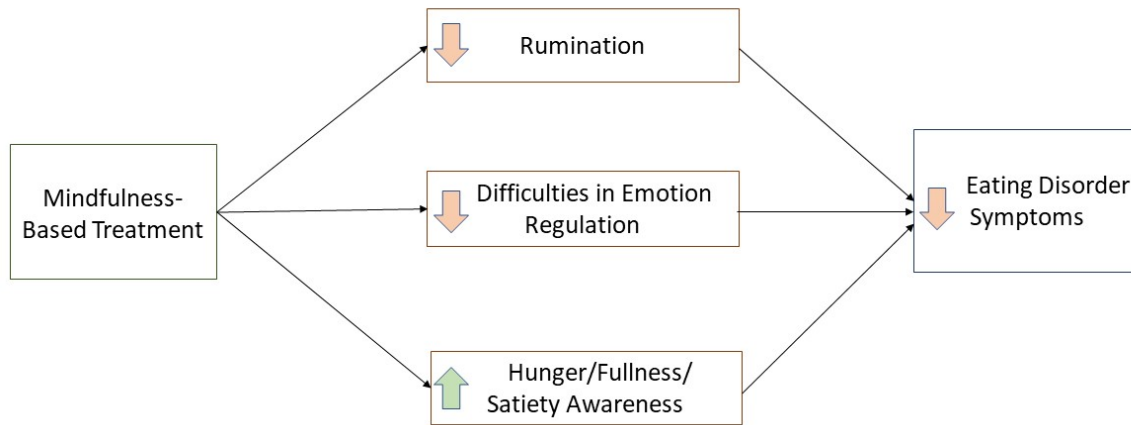 Rumination
Mindfulness-
Based Treatment
Difficulties in Emotion
Regulation
Eating Disorder
Symptoms
Hunger/Fullness/
Satiety Awareness